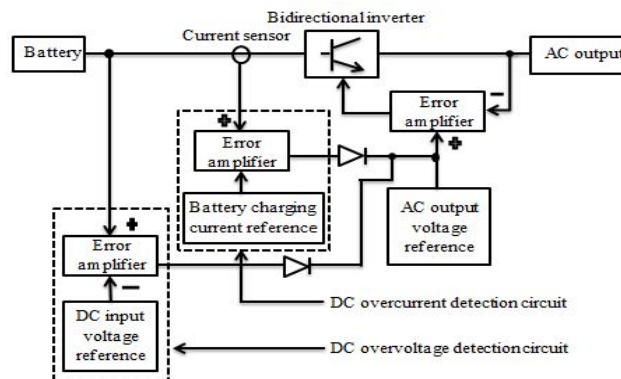 Bidirectional inverter
Current sensor
Battery
AC output
Error
amplifier
Error
amplifier
Battery charging
current reference
AC output
voltage
reference
Error
amplifier
DC input
voltage
reference
DC overcurrent detection circuit
DC overvoltage detection circuit